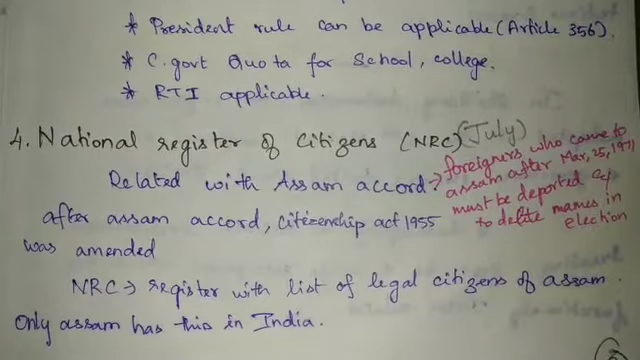 * President rule can be applicable (Article 356).
* C. govt Quota for School, college.
* RTI applicable.
4. National register of Citizens (NRC) (July)
Related with Assam accord → foreigners who came to
assam after Mar, 25, 1971
must be deported
to delete names in
election
after assam accord, Citizenship act 1955
was amended
NRC → register with list of legal citizens of assam.
Only assam has this in India.